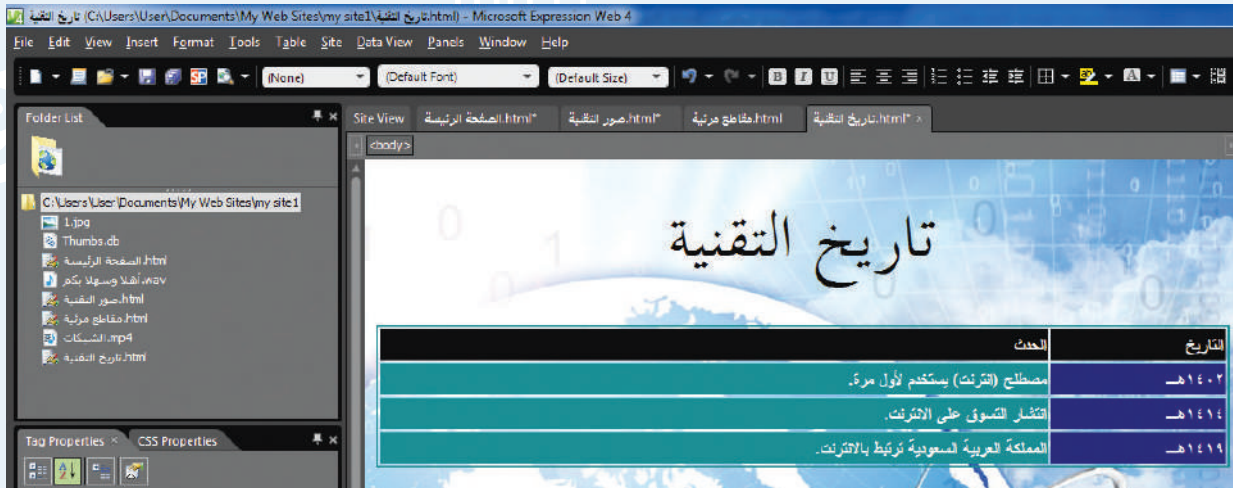 تاريخ التقنية (C:\Users\User\Documents\My Web Sites\my site1\تاريخ التقنية.html) - Microsoft Expression Web 4
File Edit View Insert Format Tools Table Site Data View Panels Window Help
(None) (Default Font) (Default Size) B I U A
Folder List
Site View الصفحة الرئيسة.html* صور التقنية.html* مقاطع مرئية.html تاريخ التقنية.html* ×
<body>
C:\Users\User\Documents\My Web Sites\my site1
1.jpg
Thumbs.db
الصفحة الرئيسة.html
أهلا وسهلا بكم.wav
صور التقنية.html
مقاطع مرئية.html
الشبكات.mp4
تاريخ التقنية.html
تاريخ التقنية
التاريخ الحدث
١٤٠٢هـ مصطلح (انترنت) يستخدم لأول مرة.
١٤١٤هـ انتشار التسوق على الانترنت.
١٤١٩هـ المملكة العربية السعودية ترتبط بالانترنت.
Tag Properties × CSS Properties